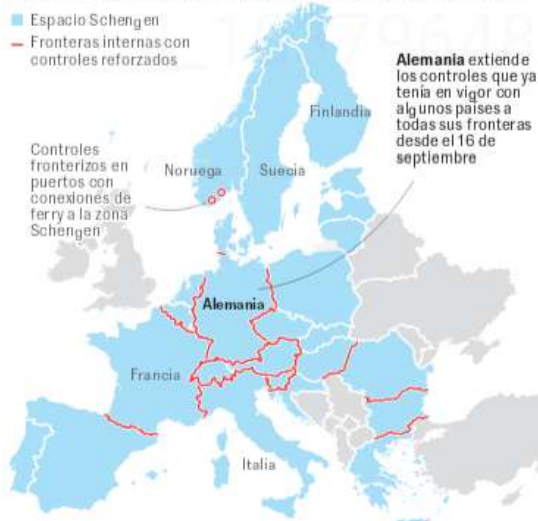 Espacio Schengen
Fronteras internas con
controles reforzados
Alemania extiende
los controles que ya
tenía en vigor con
algunos países a
todas sus fronteras
desde el 16 de
septiembre
Finlandia
Controles
fronterizos en
puertos con
conexiones de
ferry a la zona
Schengen
Noruega
Suecia
Alemania
Francia
Italia